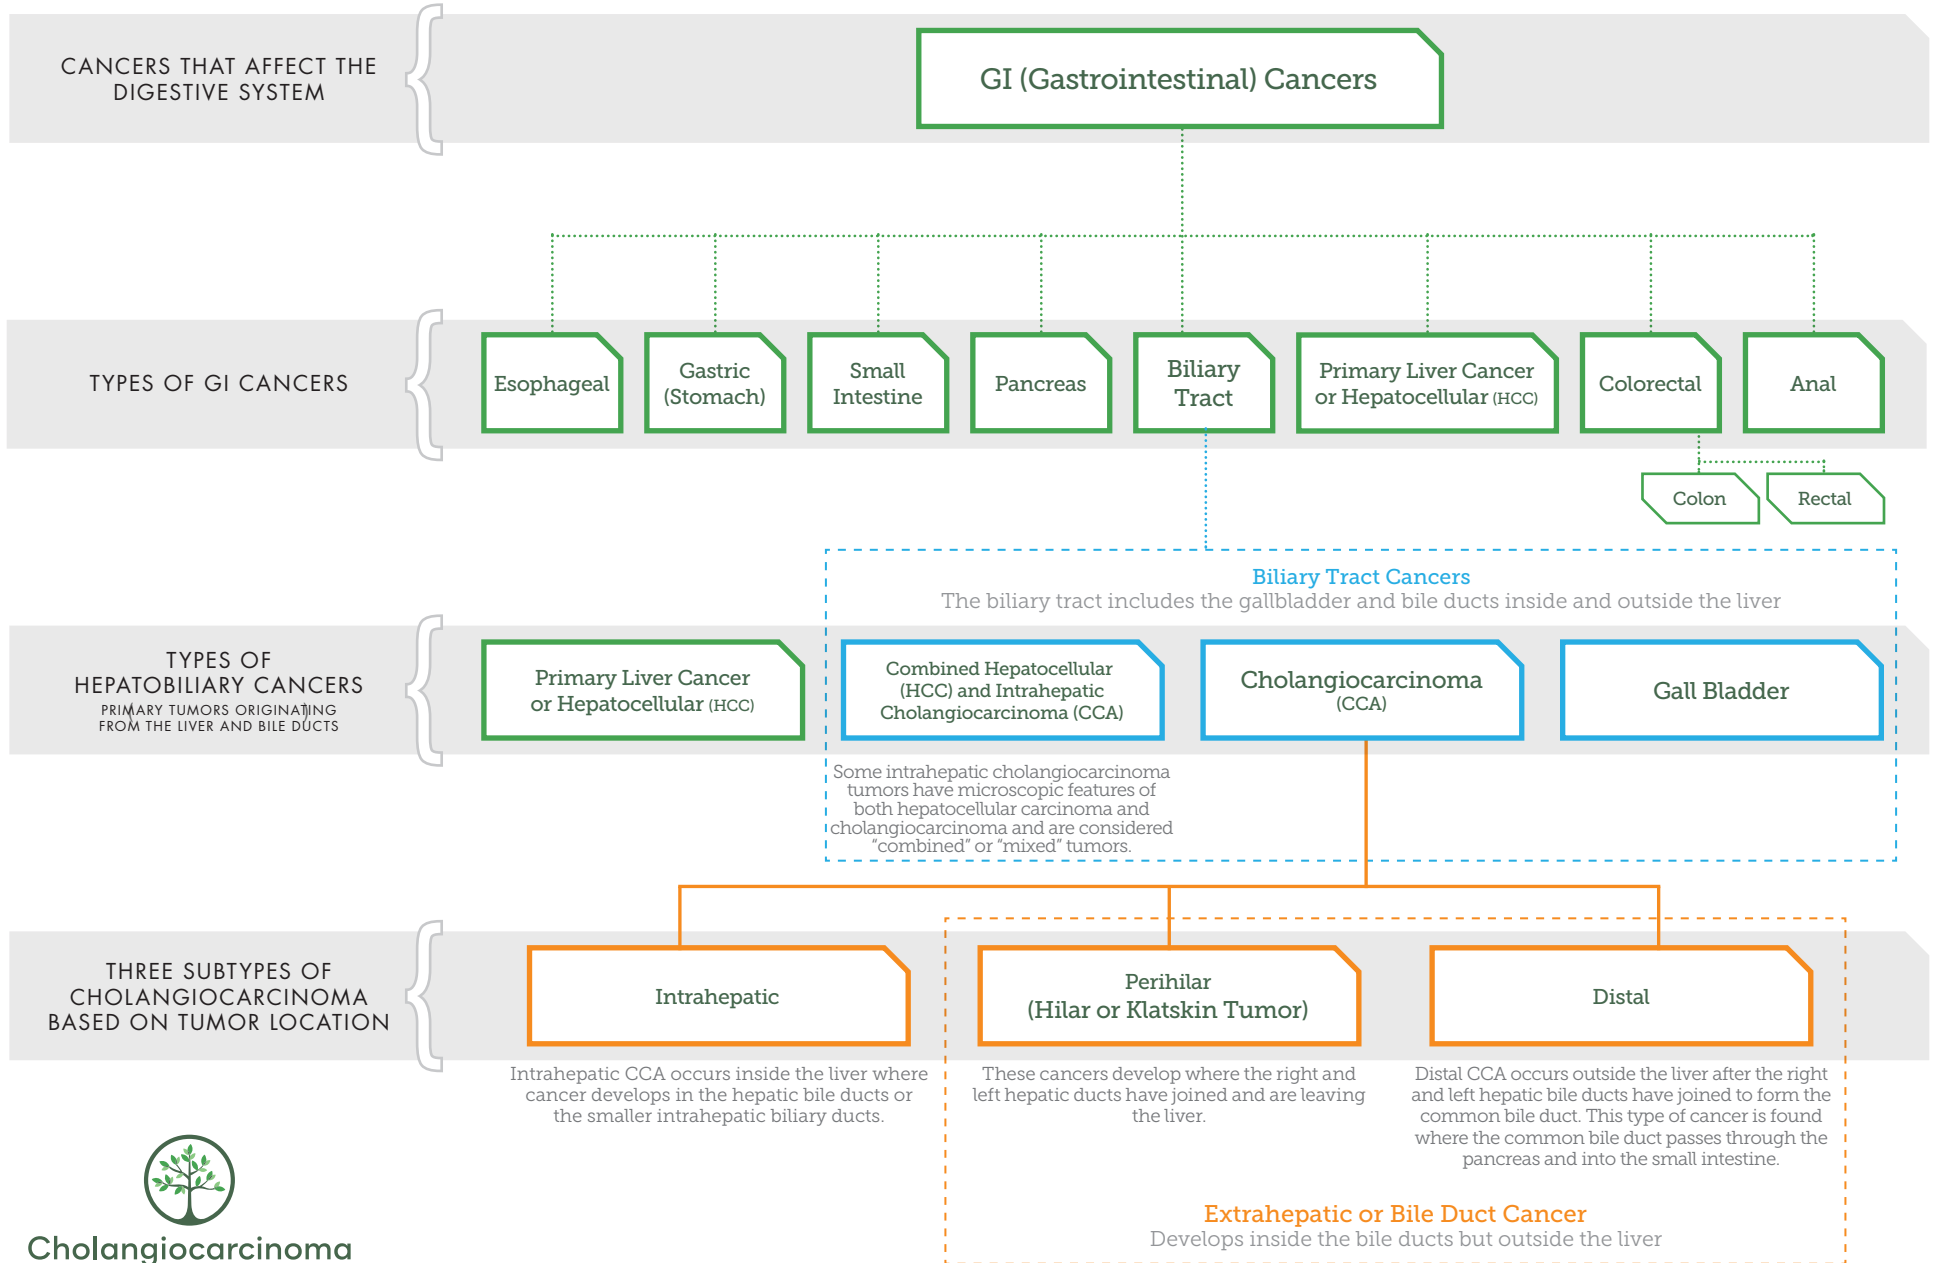 CANCERS THAT AFFECT THE
DIGESTIVE SYSTEM
GI (Gastrointestinal) Cancers
TYPES OF GI CANCERS
Esophageal
Gastric
(Stomach)
Small
Intestine
Pancreas
Biliary
Tract
Primary Liver Cancer
or Hepatocellular (HCC)
Colorectal
Anal
Colon
Rectal
Biliary Tract Cancers
The biliary tract includes the gallbladder and bile ducts inside and outside the liver
TYPES OF
HEPATOBILIARY CANCERS
PRIMARY TUMORS ORIGINATING
FROM THE LIVER AND BILE DUCTS
Primary Liver Cancer
or Hepatocellular (HCC)
Combined Hepatocellular
(HCC) and Intrahepatic
Cholangiocarcinoma (CCA)
Cholangiocarcinoma
(CCA)
Gall Bladder
Some intrahepatic cholangiocarcinoma
tumors have microscopic features of
both hepatocellular carcinoma and
cholangiocarcinoma and are considered
“combined” or “mixed” tumors.
THREE SUBTYPES OF
CHOLANGIOCARCINOMA
BASED ON TUMOR LOCATION
Intrahepatic
Perihilar
(Hilar or Klatskin Tumor)
Distal
Intrahepatic CCA occurs inside the liver where
cancer develops in the hepatic bile ducts or
the smaller intrahepatic biliary ducts.
These cancers develop where the right and
left hepatic ducts have joined and are leaving
the liver.
Distal CCA occurs outside the liver after the right
and left hepatic bile ducts have joined to form the
common bile duct. This type of cancer is found
where the common bile duct passes through the
pancreas and into the small intestine.
Extrahepatic or Bile Duct Cancer
Develops inside the bile ducts but outside the liver
Cholangiocarcinoma